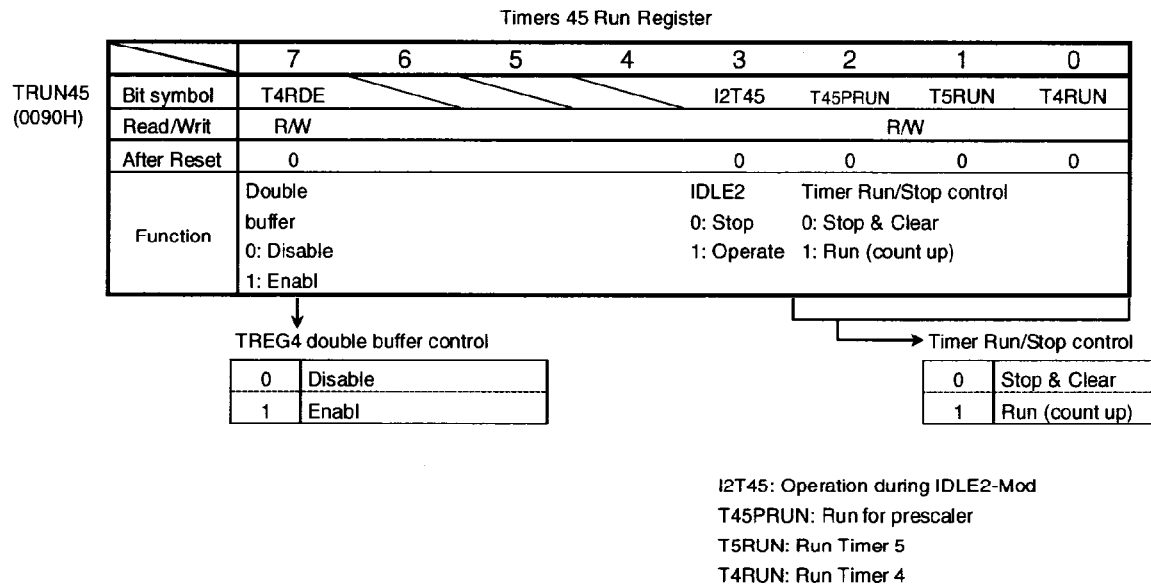 Timers 45 Run Register
7 6 5 4 3 2 1 0
TRUN45
(0090H)
Bit symbol T4RDE I2T45 T45PRUN T5RUN T4RUN
Read/Writ R/W R/W
After Reset 0 0 0 0 0
Function
Double
buffer
0: Disable
1: Enabl
IDLE2
0: Stop
1: Operate
Timer Run/Stop control
0: Stop & Clear
1: Run (count up)
TREG4 double buffer control
0 Disable
1 Enabl
Timer Run/Stop control
0 Stop & Clear
1 Run (count up)
I2T45: Operation during IDLE2-Mod
T45PRUN: Run for prescaler
T5RUN: Run Timer 5
T4RUN: Run Timer 4